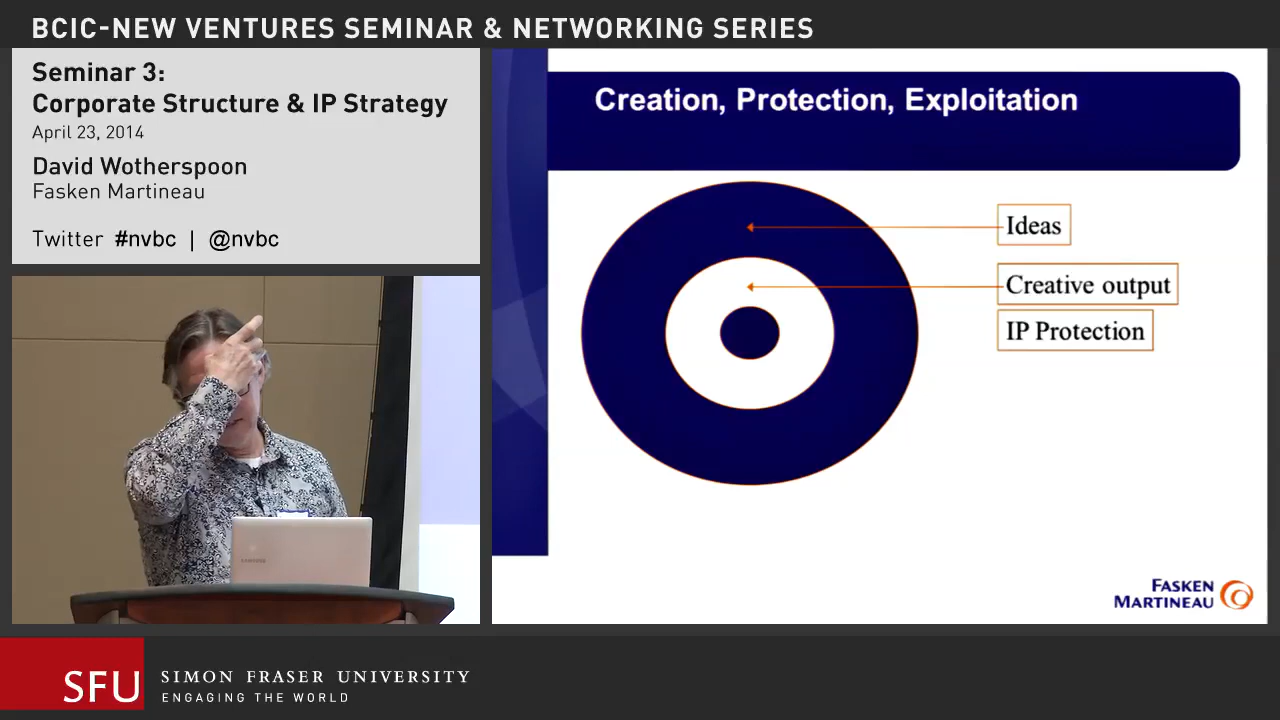 BCIC-NEW VENTURES SEMINAR & NETWORKING SERIES
Seminar 3:
Corporate Structure & IP Strategy
April 23, 2014
David Wotherspoon
Fasken Martineau
Twitter #nvbc | @nvbc
Creation, Protection, Exploitation
Ideas
Creative output
IP Protection
SAMSUNG
FASKEN
MARTINEAU
SFU
SIMON FRASER UNIVERSITY
ENGAGING THE WORLD